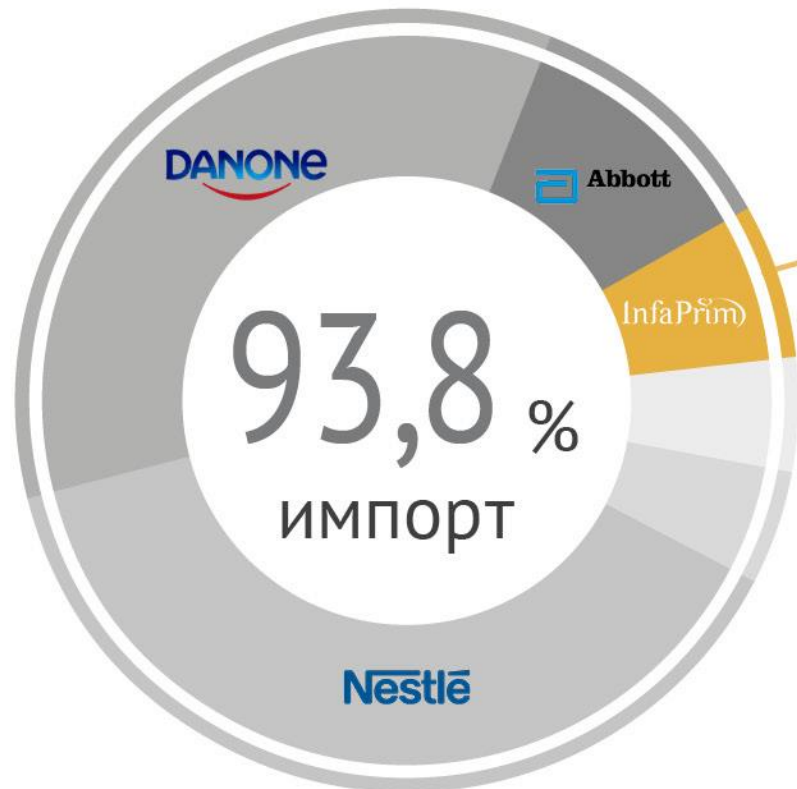 DANONE
Abbott
InfaPrim
93,8 %
импорт
Nestlé